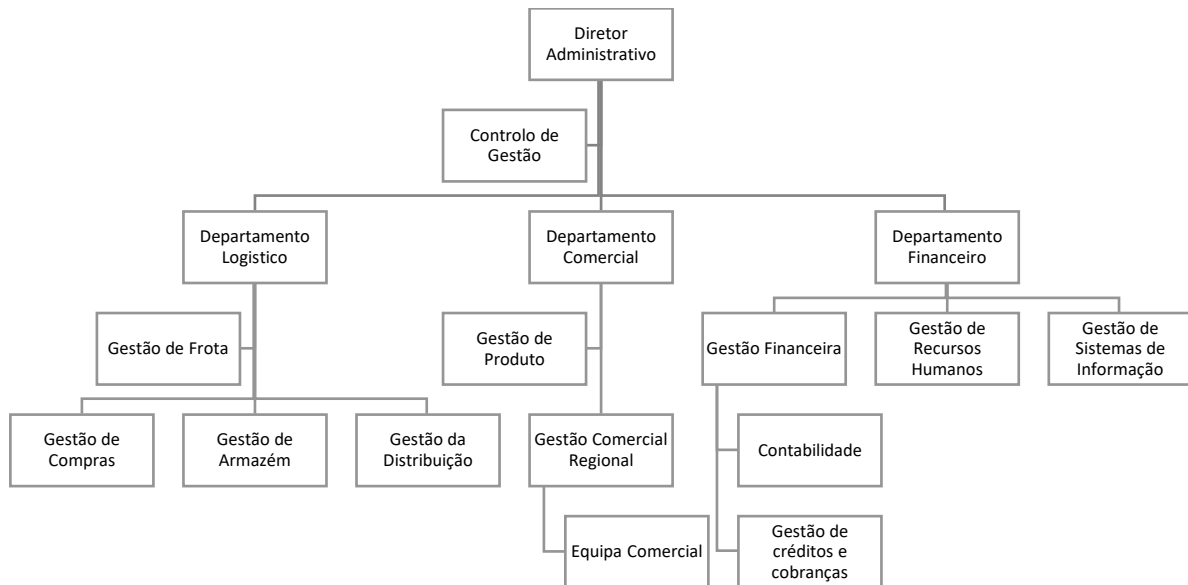 Diretor
Administrativo
Controlo de
Gestão
Departamento
Logistico
Departamento
Comercial
Departamento
Financeiro
Gestão de Frota
Gestão de
Produto
Gestão Financeira
Gestão de
Recursos
Humanos
Gestão de
Sistemas de
Informação
Gestão de
Compras
Gestão de
Armazém
Gestão da
Distribuição
Gestão Comercial
Regional
Contabilidade
Equipa Comercial
Gestão de
créditos e
cobranças